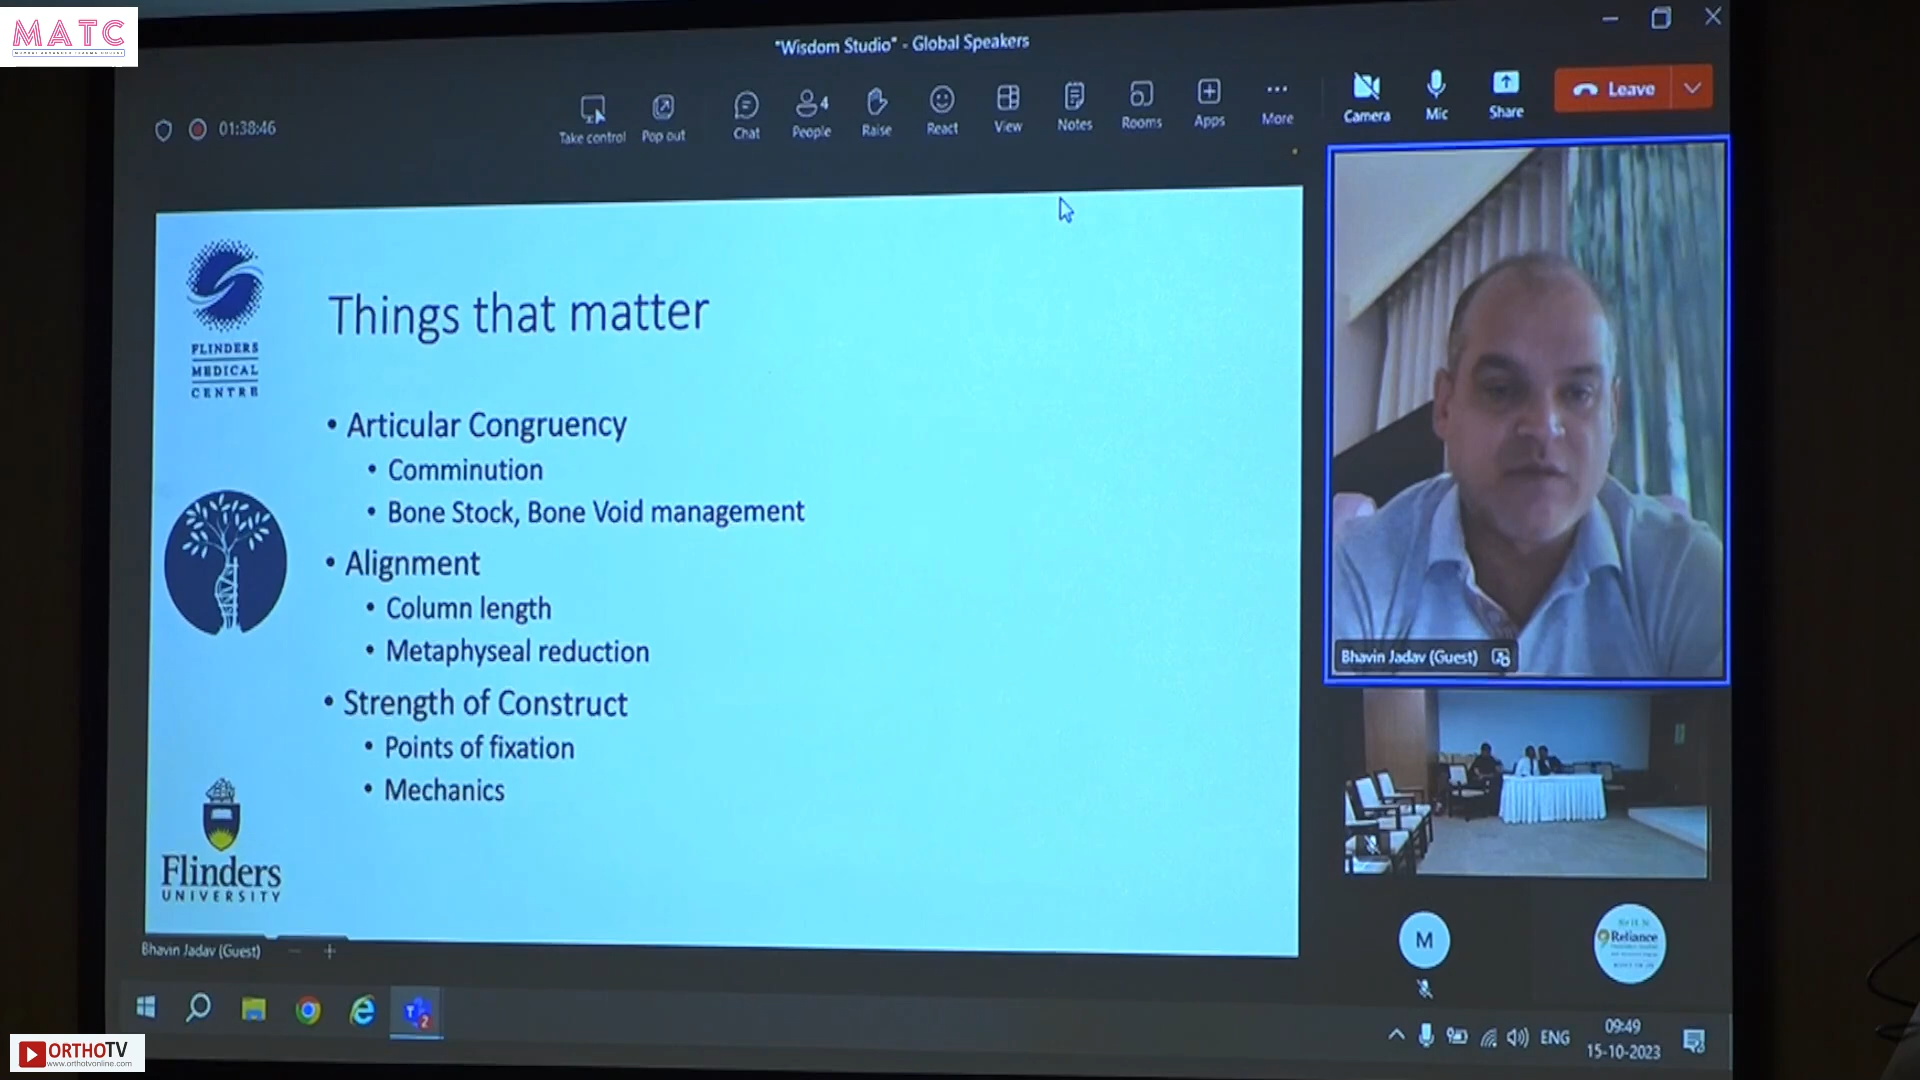 MATC
"Wisdom Studio" - Global Speakers
01:38:46
Take control
Pop out
Chat
4
People
Raise
React
View
Notes
Rooms
Apps
More
Camera
Mic
Share
Leave
FLINDERS
MEDICAL
CENTRE
Things that matter
• Articular Congruency
• Comminution
• Bone Stock, Bone Void management
• Alignment
• Column length
• Metaphyseal reduction
• Strength of Construct
• Points of fixation
• Mechanics
Flinders
UNIVERSITY
Bhavin Jadav (Guest)
Bhavin Jadav (Guest)
M
Reliance
ENG
09:49
15-10-2023
ORTHOTV
www.orthotvonline.com